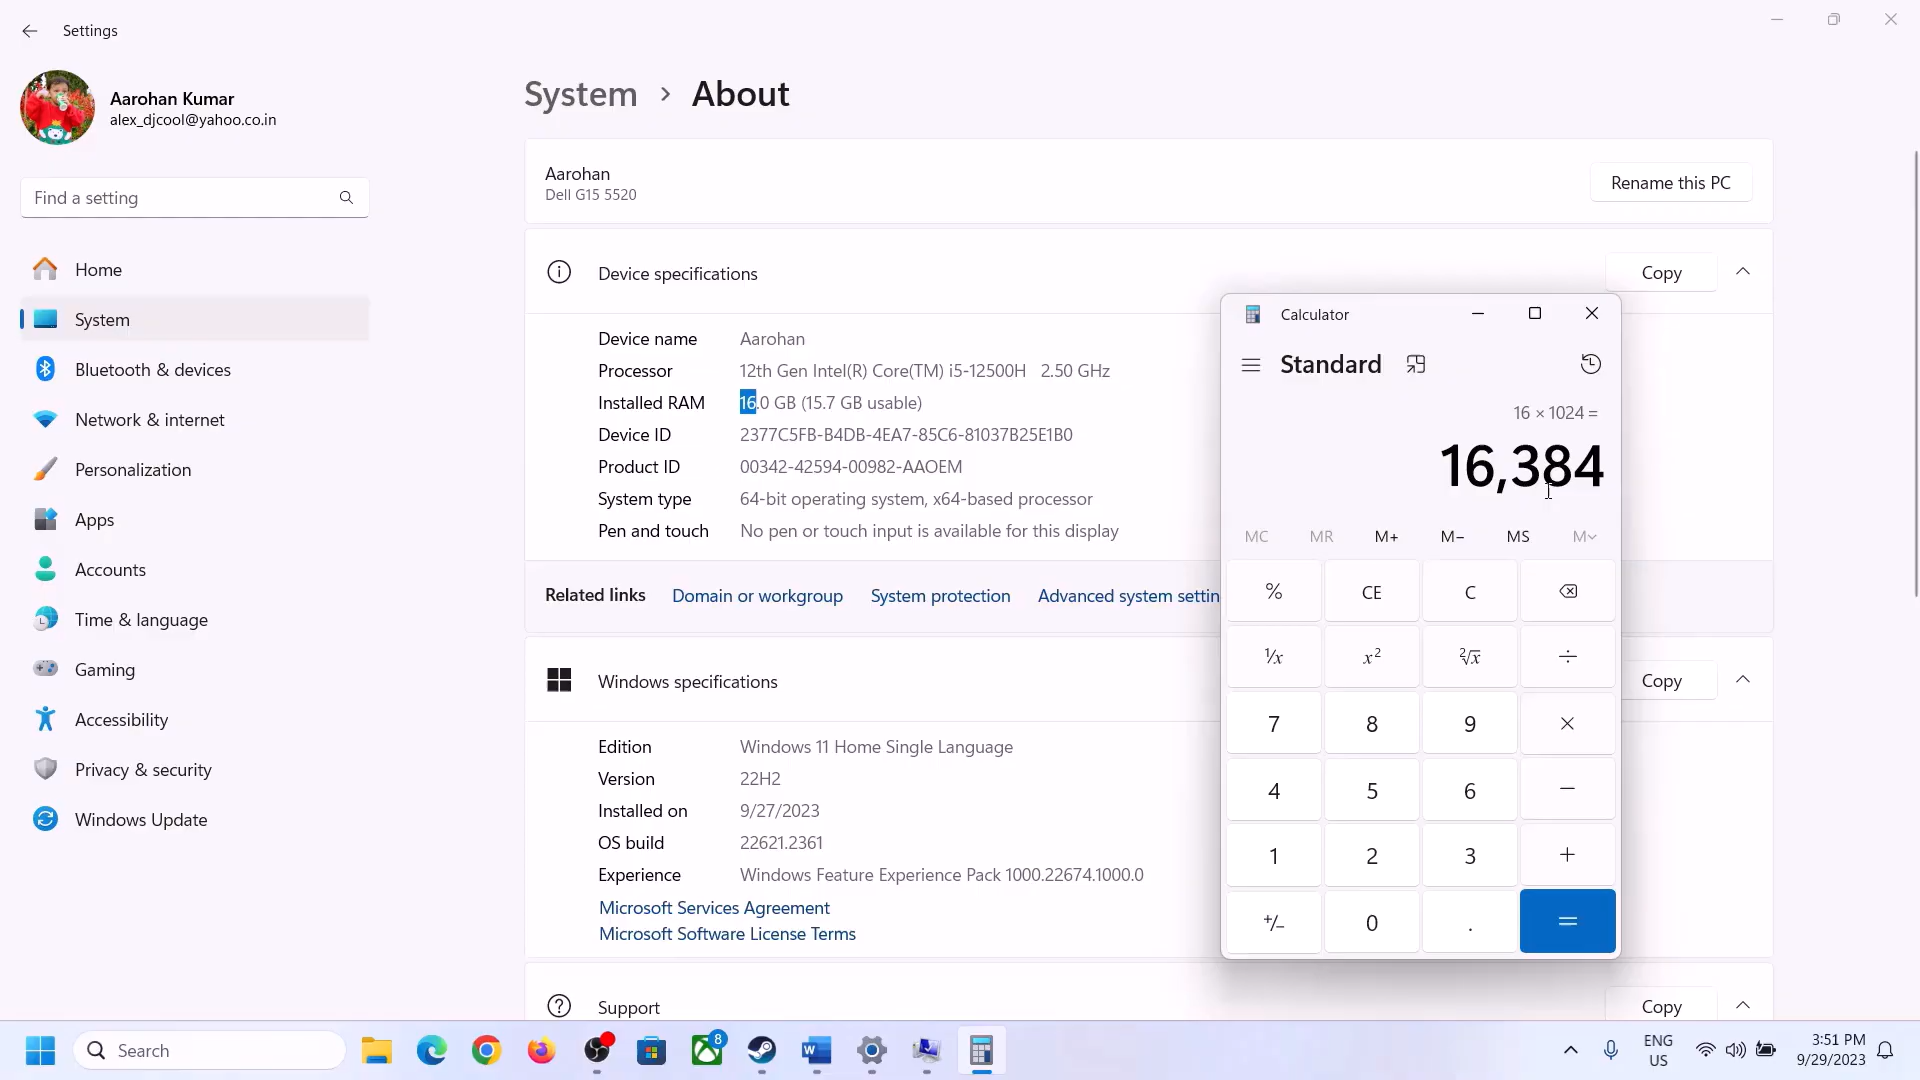 Settings
Aarohan Kumar
alex_djcool@yahoo.co.in
Find a setting
Home
System
Bluetooth & devices
Network & internet
Personalization
Apps
Accounts
Time & language
Gaming
Accessibility
Privacy & security
Windows Update
System > About
Aarohan
Dell G15 5520
Rename this PC
Device specifications
Copy
Device name Aarohan
Processor 12th Gen Intel(R) Core(TM) i5-12500H 2.50 GHz
Installed RAM 16.0 GB (15.7 GB usable)
Device ID 2377C5FB-B4DB-4EA7-85C6-81037B25E1B0
Product ID 00342-42594-00982-AAOEM
System type 64-bit operating system, x64-based processor
Pen and touch No pen or touch input is available for this display
Related links Domain or workgroup System protection Advanced system settin
Windows specifications
Copy
Edition Windows 11 Home Single Language
Version 22H2
Installed on 9/27/2023
OS build 22621.2361
Experience Windows Feature Experience Pack 1000.22674.1000.0
Microsoft Services Agreement
Microsoft Software License Terms
Support
Copy
Calculator
Standard
16 × 1024 =
16,384
MC MR M+ M− MS M
% CE C
¹/x x² ²√x ÷
7 8 9 ×
4 5 6 −
1 2 3 +
+/− 0 . =
Search
8
ENG
US
3:51 PM
9/29/2023